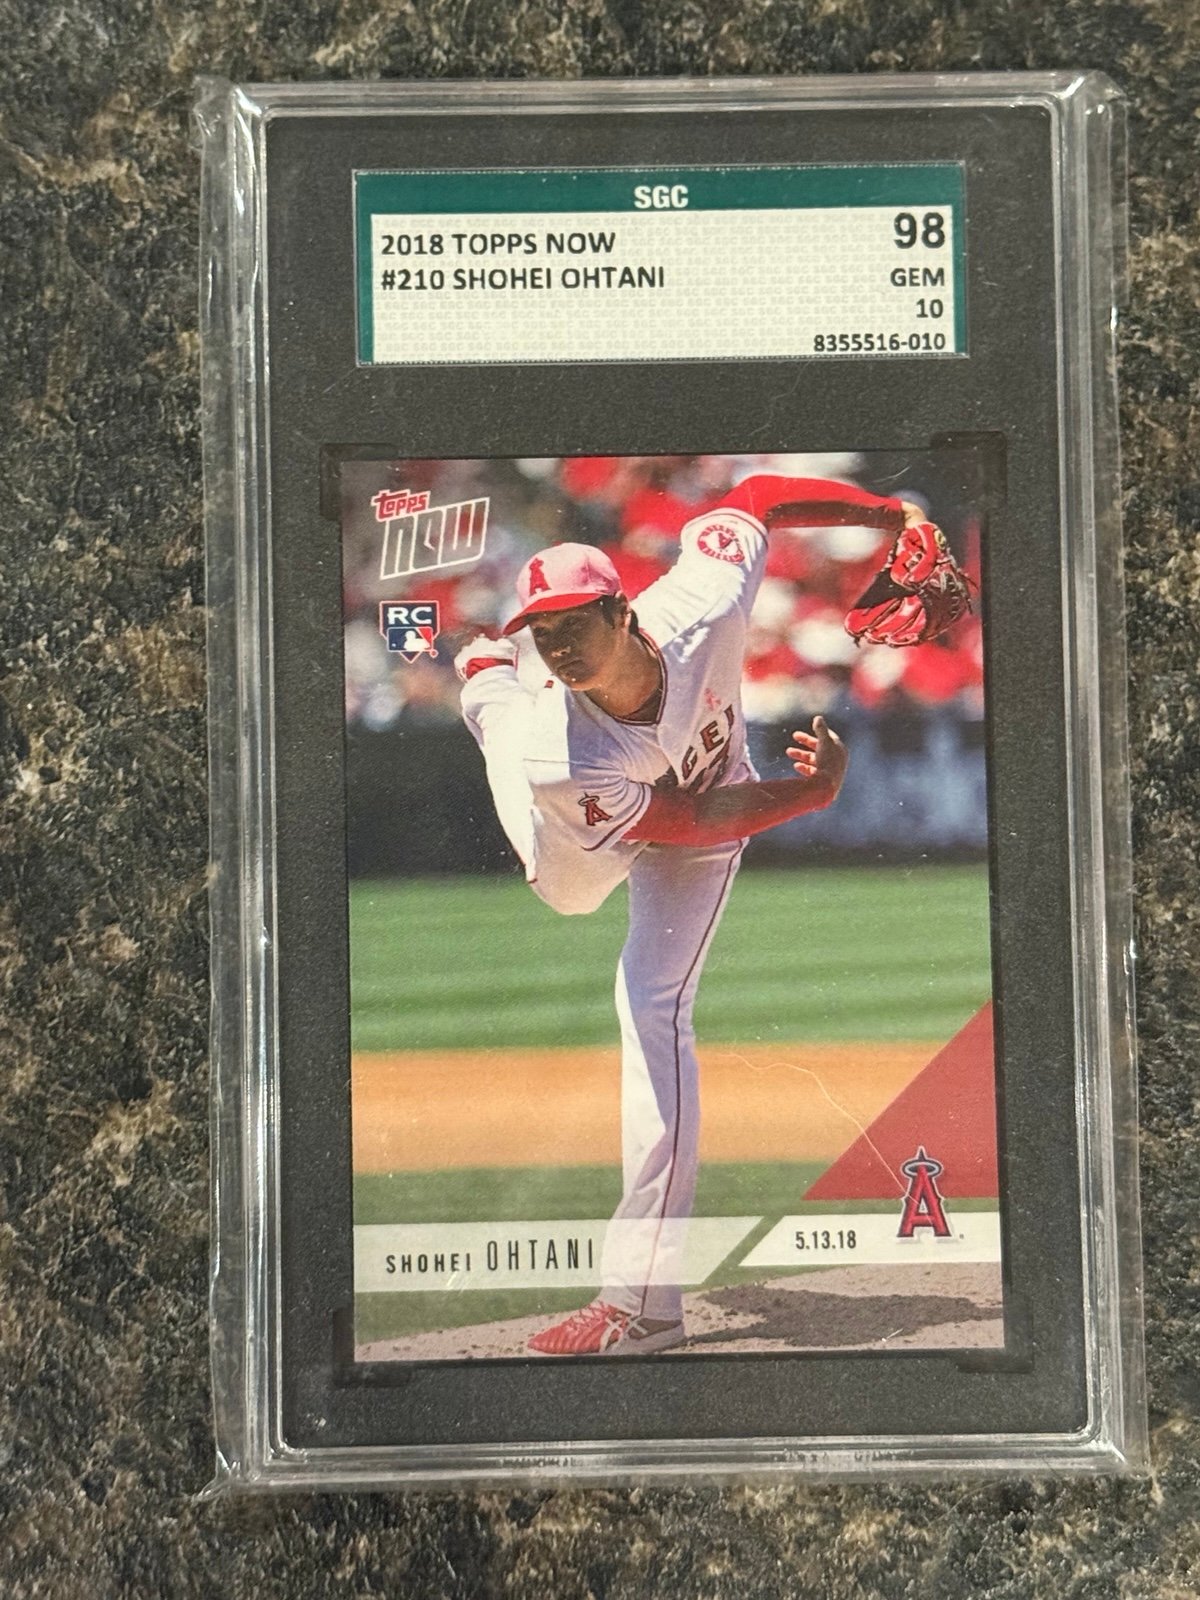 SGC
2018 TOPPS NOW
98
#210 SHOHEI OHTANI
GEM
10
8355516-010
Topps
NOW
RC
A
GEL
A
A
SHOHEI OHTANI
5.13.18